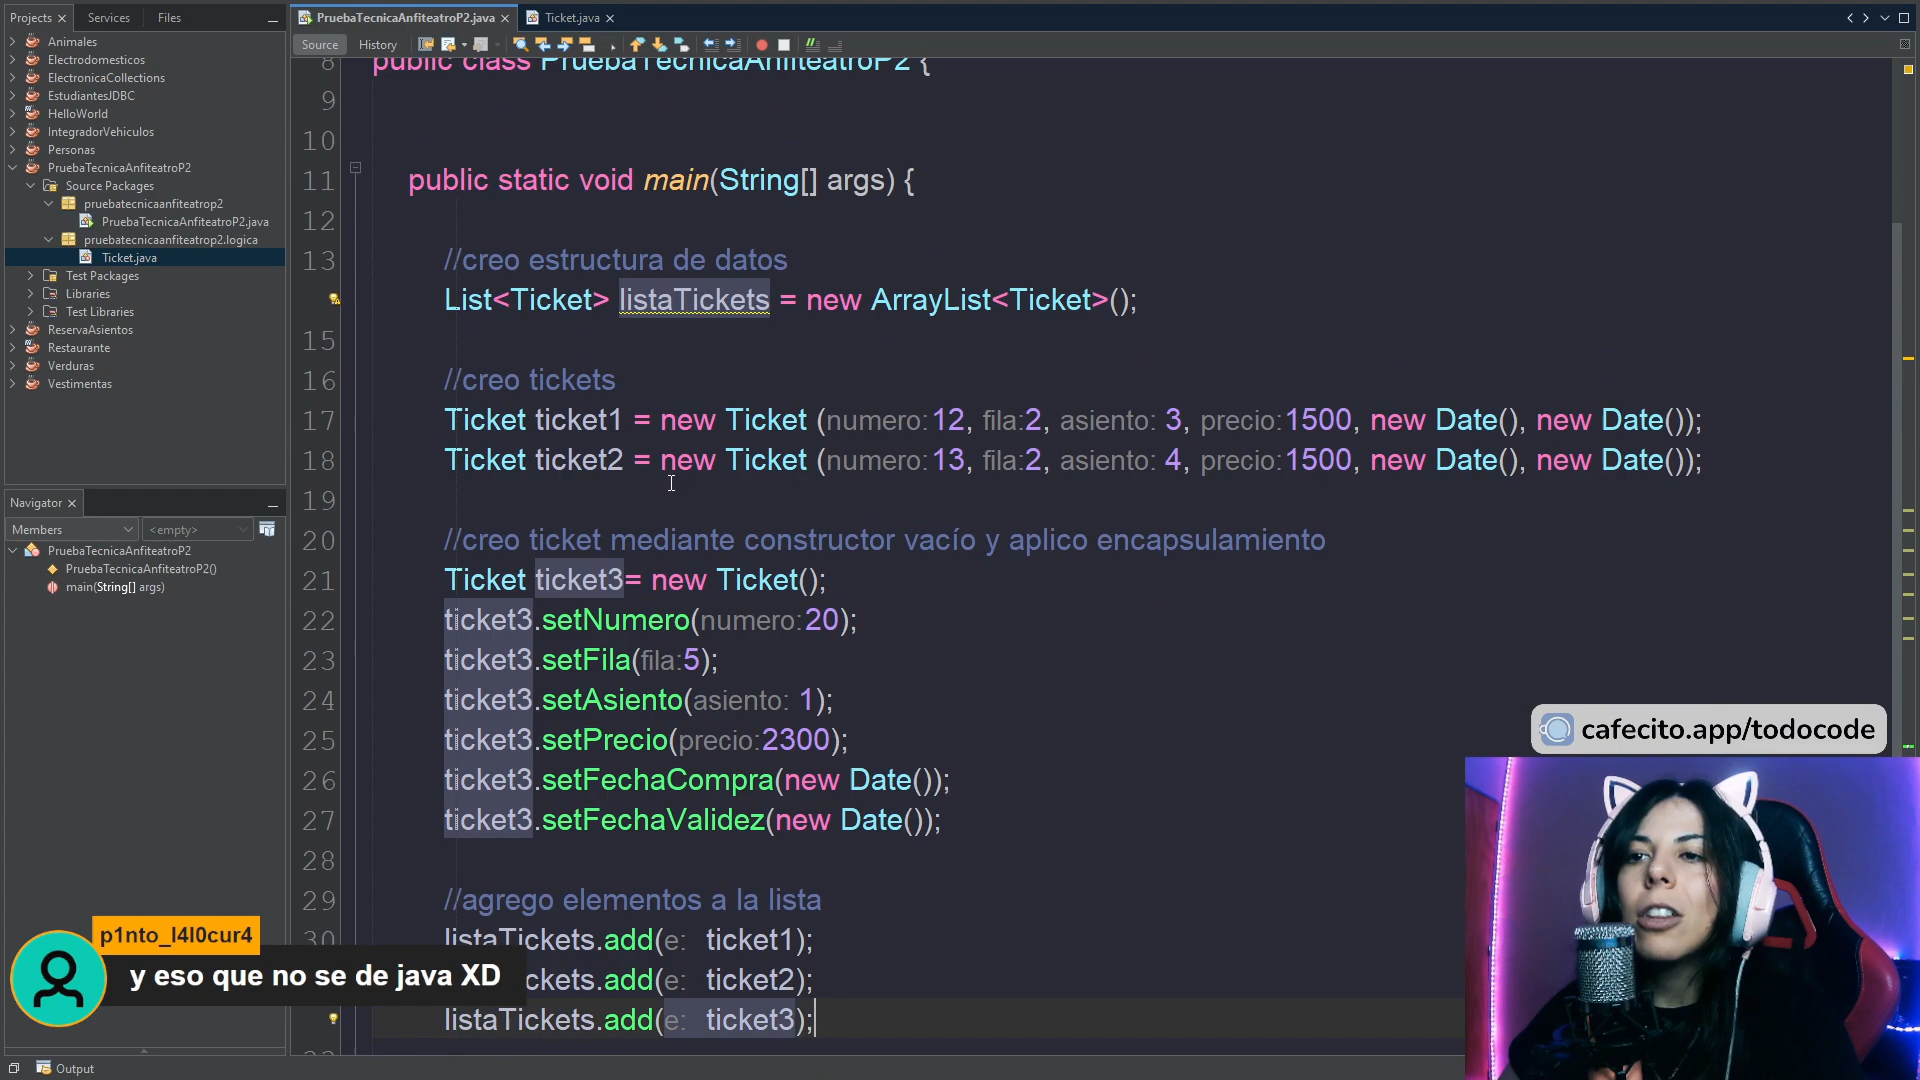 Projects
Services
Files
PruebaTecnicaAnfiteatroP2.java
Ticket.java
Source
History
Animales
Electrodomesticos
ElectronicaCollections
EstudiantesJDBC
HelloWorld
IntegradorVehiculos
Personas
PruebaTecnicaAnfiteatroP2
Source Packages
pruebatecnicaanfiteatrop2
PruebaTecnicaAnfiteatroP2.java
pruebatecnicaanfiteatrop2.logica
Ticket.java
Test Packages
Libraries
Test Libraries
ReservaAsientos
Restaurante
Verduras
Vestimentas
Navigator
Members
<empty>
PruebaTecnicaAnfiteatroP2
PruebaTecnicaAnfiteatroP2()
main(String[] args)
8 public class PruebaTecnicaAnfiteatroP2 {
9
10
11 public static void main(String[] args) {
12
13 //creo estructura de datos
List<Ticket> listaTickets = new ArrayList<Ticket>();
15
16 //creo tickets
17 Ticket ticket1 = new Ticket (numero:12, fila:2, asiento: 3, precio:1500, new Date(), new Date());
18 Ticket ticket2 = new Ticket (numero:13, fila:2, asiento: 4, precio:1500, new Date(), new Date());
19
20 //creo ticket mediante constructor vacío y aplico encapsulamiento
21 Ticket ticket3= new Ticket();
22 ticket3.setNumero(numero:20);
23 ticket3.setFila(fila:5);
24 ticket3.setAsiento(asiento: 1);
25 ticket3.setPrecio(precio:2300);
26 ticket3.setFechaCompra(new Date());
27 ticket3.setFechaValidez(new Date());
28
29 //agrego elementos a la lista
30 listaTickets.add(e: ticket1);
ckets.add(e: ticket2);
listaTickets.add(e: ticket3);
cafecito.app/todocode
p1nto_l4l0cur4
y eso que no se de java XD
Output